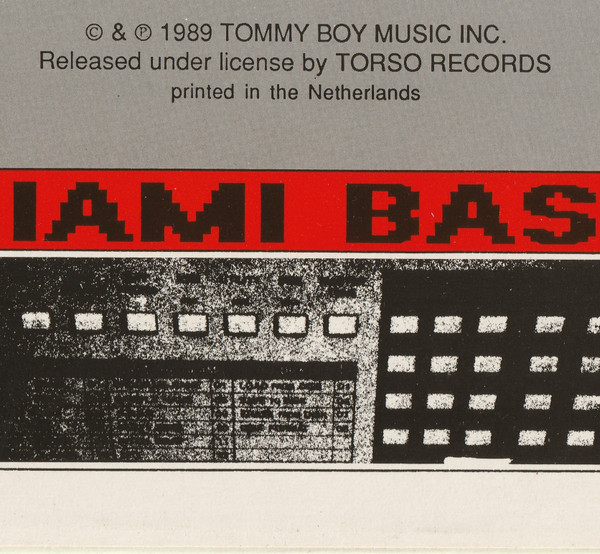 © & ℗ 1989 TOMMY BOY MUSIC INC.
Released under license by TORSO RECORDS
printed in the Netherlands
IAMI BAS